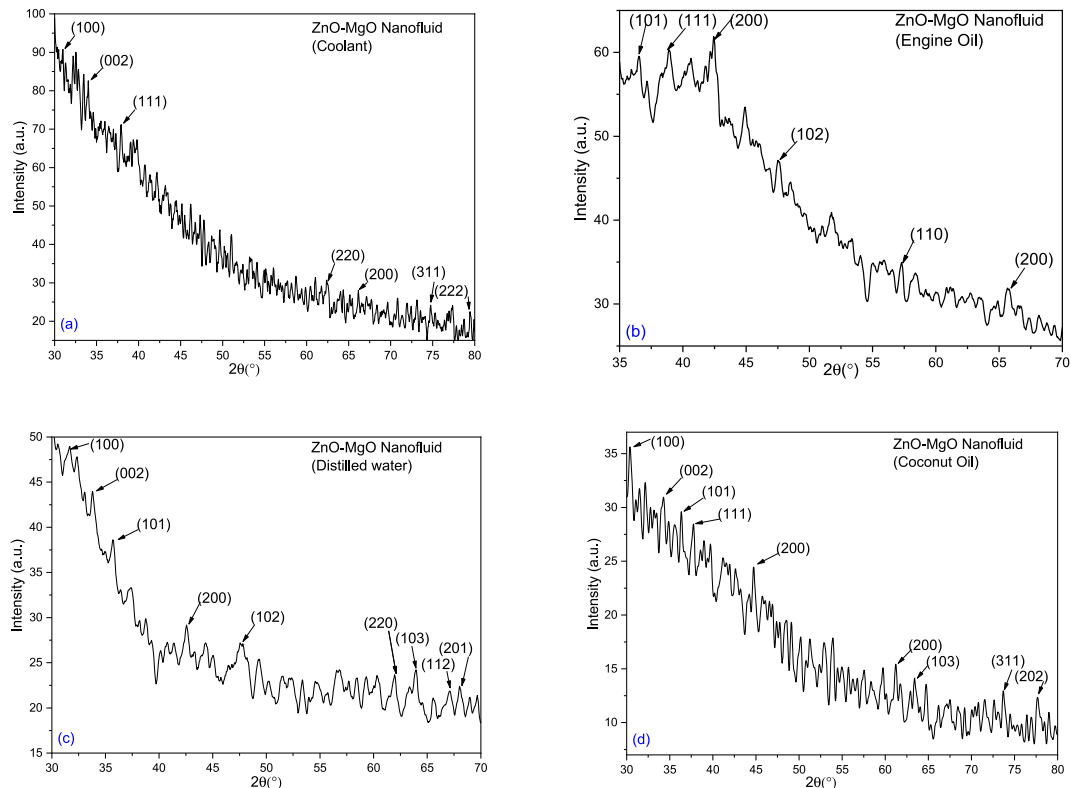 ZnO-MgO Nanofluid
(Coolant)
(100)
(002)
(111)
(220)
(200)
(311)
(222)
100
90
80
70
60
50
40
30
20
Intensity (a.u.)
(a)
30 35 40 45 50 55 60 65 70 75 80
2θ(°)
ZnO-MgO Nanofluid
(Engine Oil)
(101)
(111)
(200)
(102)
(110)
(200)
60
50
40
30
Intensity (a.u.)
(b)
35 40 45 50 55 60 65 70
2θ(°)
ZnO-MgO Nanofluid
(Distilled water)
(100)
(002)
(101)
(200)
(102)
(220)
(103)
(201)
(112)
50
45
40
35
30
25
20
15
Intensity (a.u.)
(c)
30 35 40 45 50 55 60 65 70
2θ(°)
ZnO-MgO Nanofluid
(Coconut Oil)
(100)
(002)
(101)
(111)
(200)
(200)
(103)
(311)
(202)
35
30
25
20
15
10
Intensity (a.u.)
(d)
30 35 40 45 50 55 60 65 70 75 80
2θ(°)